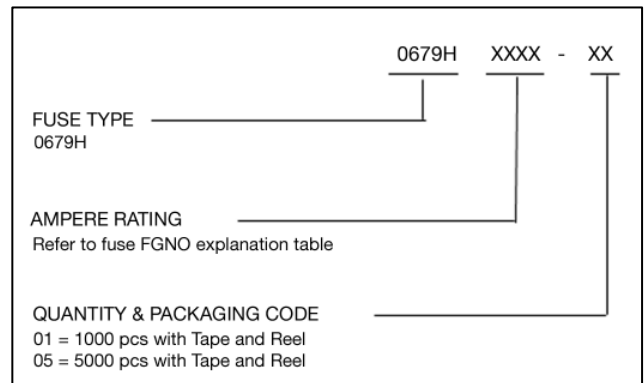 0679H XXXX - XX
FUSE TYPE
0679H
AMPERE RATING
Refer to fuse FGNO explanation table
QUANTITY & PACKAGING CODE
01 = 1000 pcs with Tape and Reel
05 = 5000 pcs with Tape and Reel